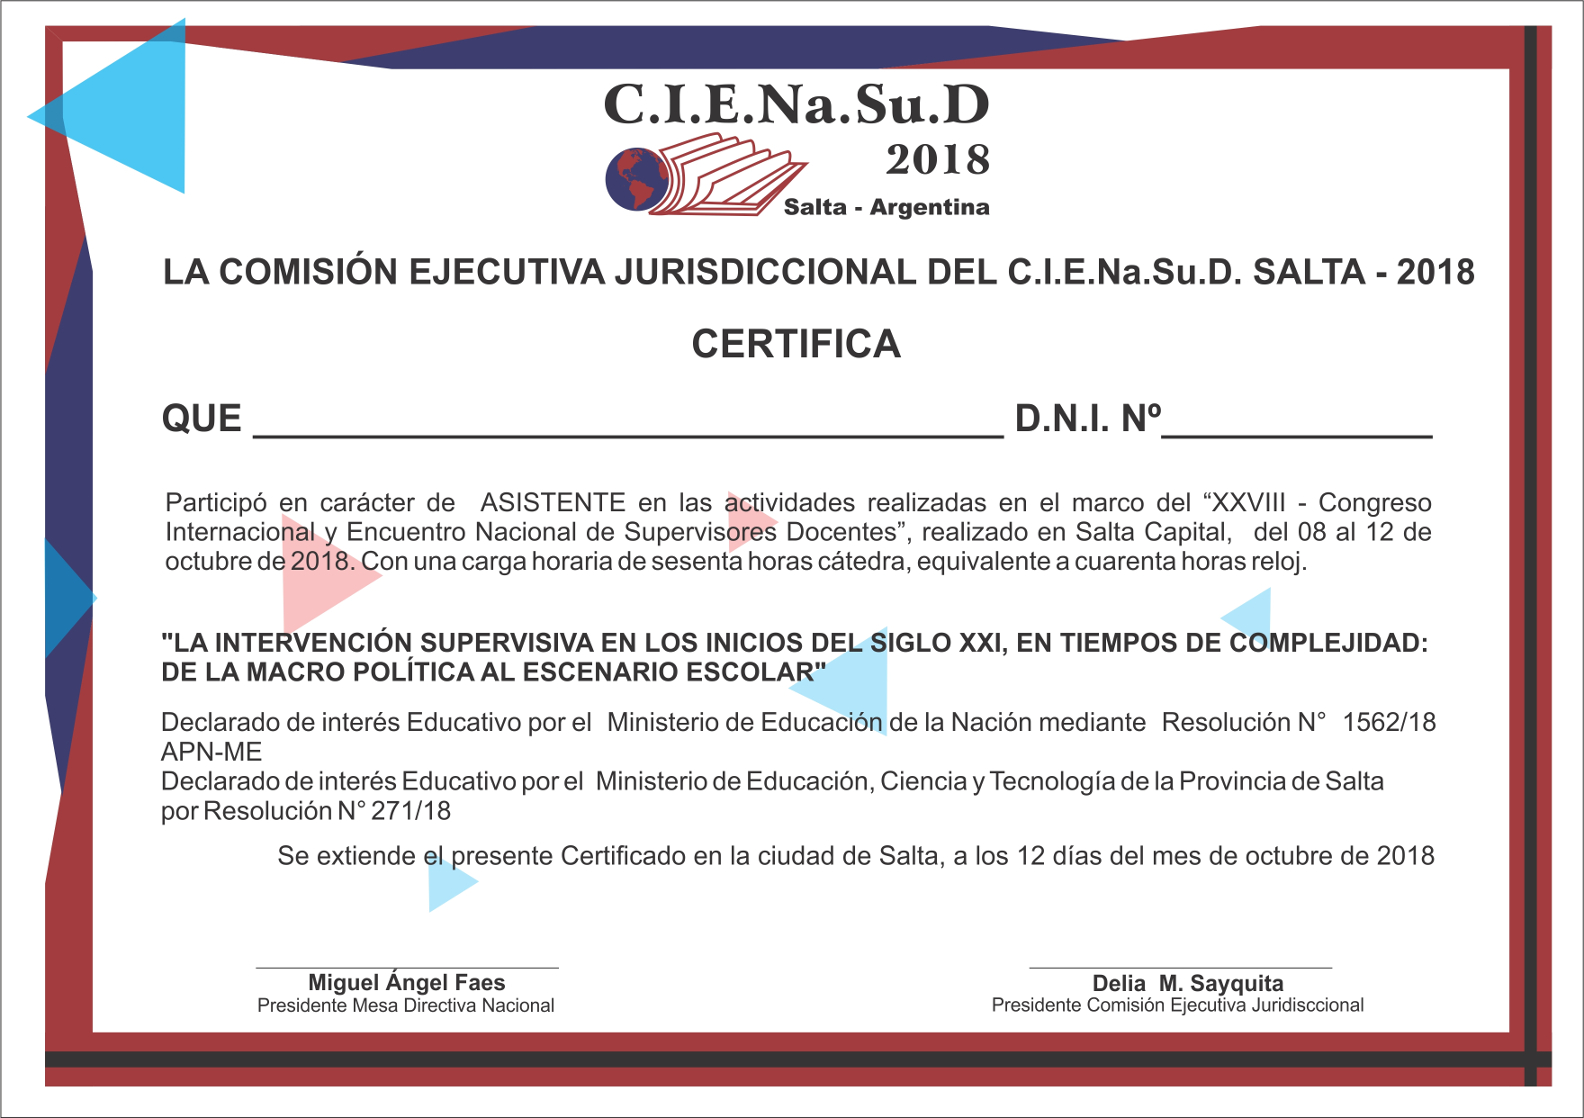 C.I.E.Na.Su.D
2018
Salta - Argentina
LA COMISIÓN EJECUTIVA JURISDICCIONAL DEL C.I.E.Na.Su.D. SALTA - 2018
CERTIFICA
QUE ______________________________ D.N.I. Nº___________
Participó en carácter de ASISTENTE en las actividades realizadas en el marco del “XXVIII - Congreso
Internacional y Encuentro Nacional de Supervisores Docentes”, realizado en Salta Capital, del 08 al 12 de
octubre de 2018. Con una carga horaria de sesenta horas cátedra, equivalente a cuarenta horas reloj.
"LA INTERVENCIÓN SUPERVISIVA EN LOS INICIOS DEL SIGLO XXI, EN TIEMPOS DE COMPLEJIDAD:
DE LA MACRO POLÍTICA AL ESCENARIO ESCOLAR"
Declarado de interés Educativo por el Ministerio de Educación de la Nación mediante Resolución N° 1562/18
APN-ME
Declarado de interés Educativo por el Ministerio de Educación, Ciencia y Tecnología de la Provincia de Salta
por Resolución N° 271/18
Se extiende el presente Certificado en la ciudad de Salta, a los 12 días del mes de octubre de 2018
Miguel Ángel Faes
Presidente Mesa Directiva Nacional
Delia M. Sayquita
Presidente Comisión Ejecutiva Juridisccional